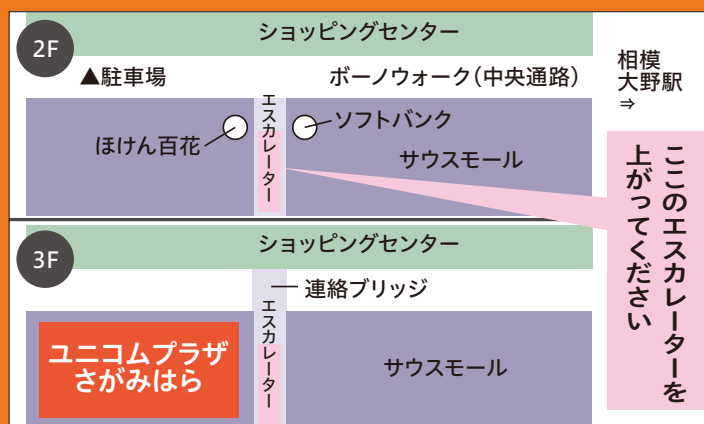 2F
ショッピングセンター
▲駐車場
ボーノウォーク(中央通路)
相模
大野駅
⇒
ほけん百花
エスカレーター
ソフトバンク
サウスモール
ここのエスカレーターを
上がってください
3F
ショッピングセンター
連絡ブリッジ
ユニコムプラザ
さがみはら
エスカレーター
サウスモール